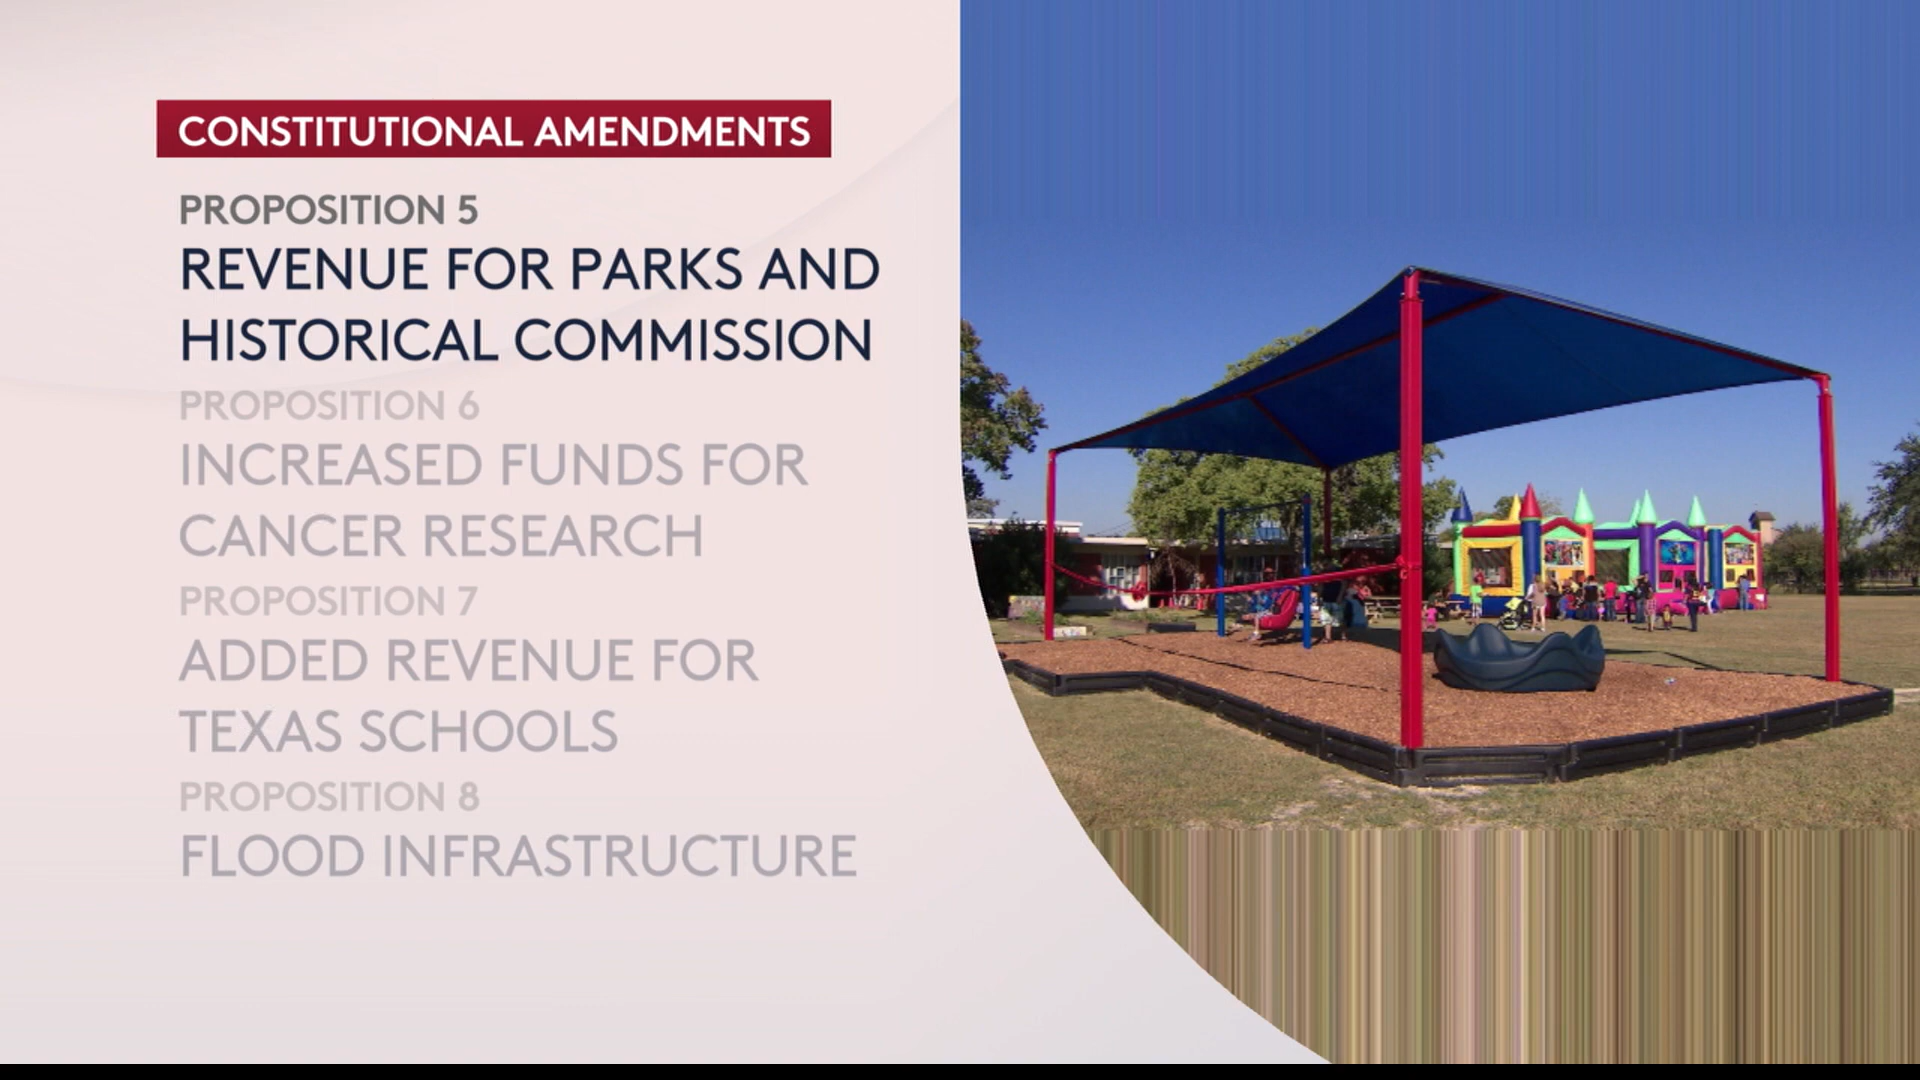 CONSTITUTIONAL AMENDMENTS
PROPOSITION 5
REVENUE FOR PARKS AND
HISTORICAL COMMISSION
PROPOSITION 6
INCREASED FUNDS FOR
CANCER RESEARCH
PROPOSITION 7
ADDED REVENUE FOR
TEXAS SCHOOLS
PROPOSITION 8
FLOOD INFRASTRUCTURE